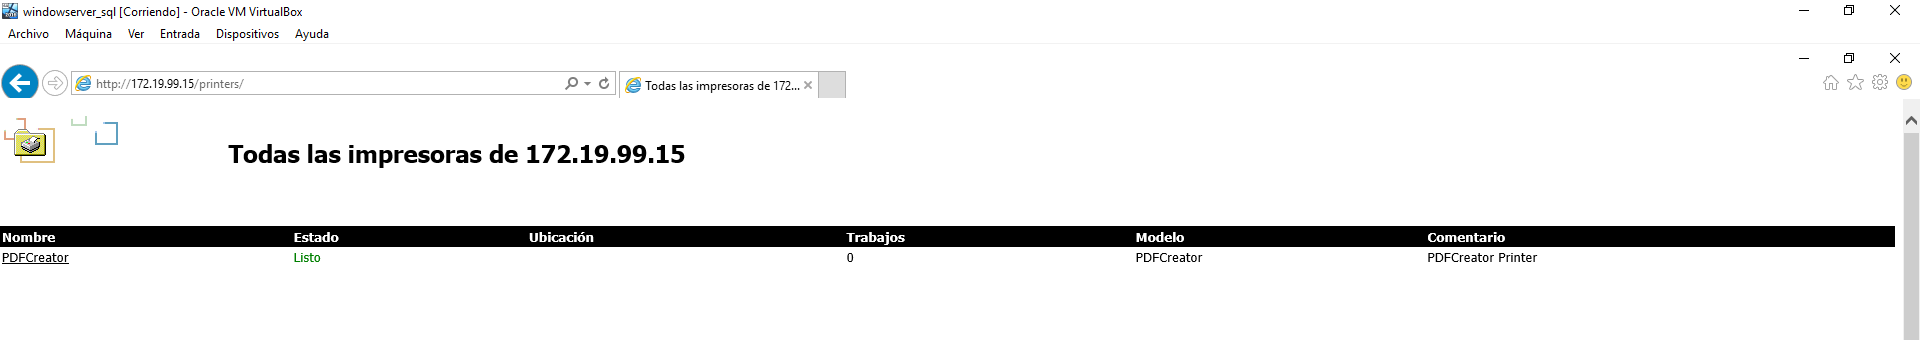 windowserver_sql [Corriendo] - Oracle VM VirtualBox
Archivo Máquina Ver Entrada Dispositivos Ayuda
http://172.19.99.15/printers/ Todas las impresoras de 172...
Todas las impresoras de 172.19.99.15
Nombre Estado Ubicación Trabajos Modelo Comentario
PDFCreator Listo 0 PDFCreator PDFCreator Printer